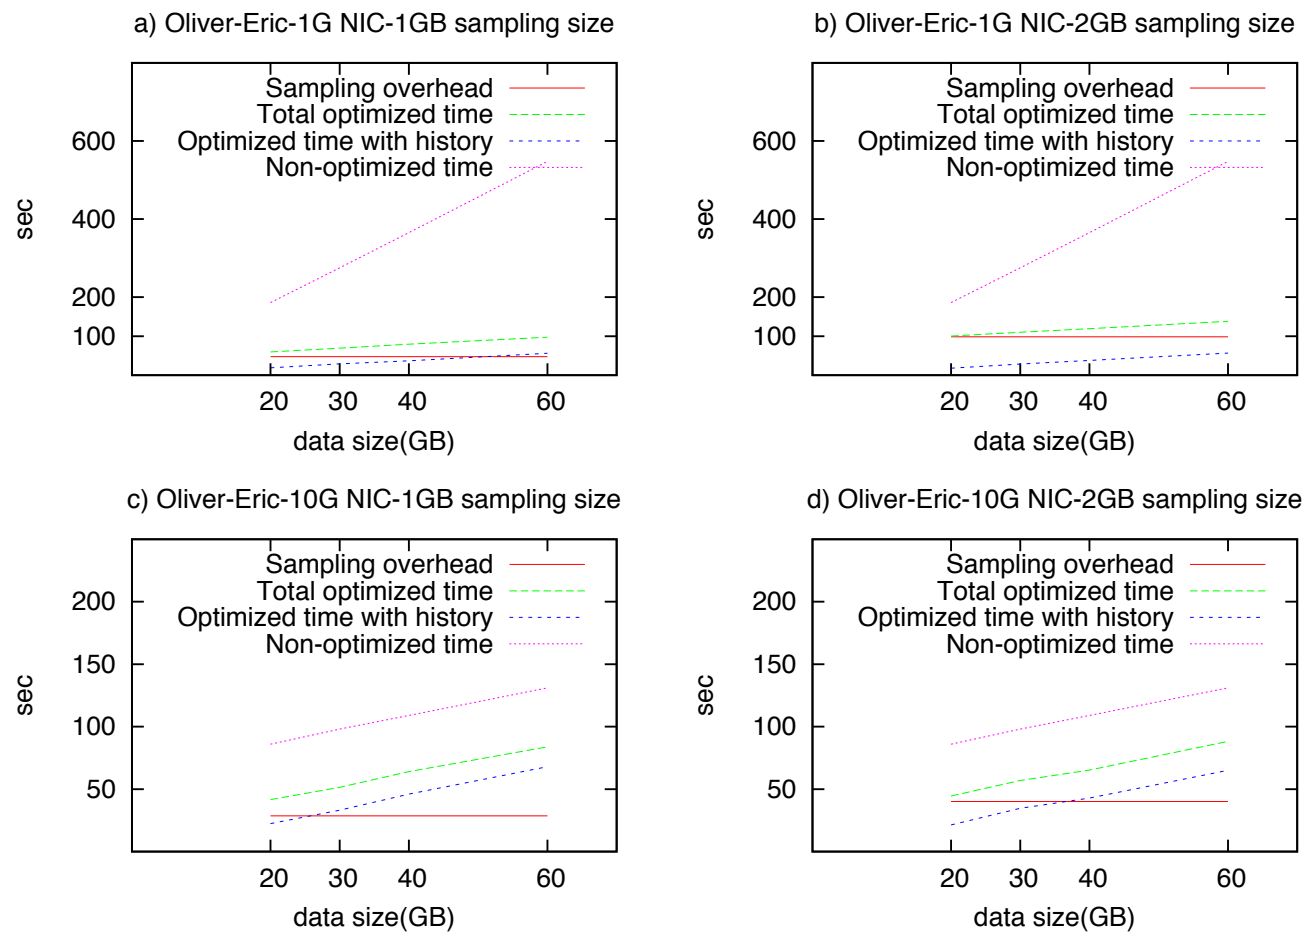 a) Oliver-Eric-1G NIC-1GB sampling size
Sampling overhead
Total optimized time
Optimized time with history
Non-optimized time
600
400
200
100
sec
20 30 40 60
data size(GB)
b) Oliver-Eric-1G NIC-2GB sampling size
Sampling overhead
Total optimized time
Optimized time with history
Non-optimized time
600
400
200
100
sec
20 30 40 60
data size(GB)
c) Oliver-Eric-10G NIC-1GB sampling size
Sampling overhead
Total optimized time
Optimized time with history
Non-optimized time
200
150
100
50
sec
20 30 40 60
data size(GB)
d) Oliver-Eric-10G NIC-2GB sampling size
Sampling overhead
Total optimized time
Optimized time with history
Non-optimized time
200
150
100
50
sec
20 30 40 60
data size(GB)